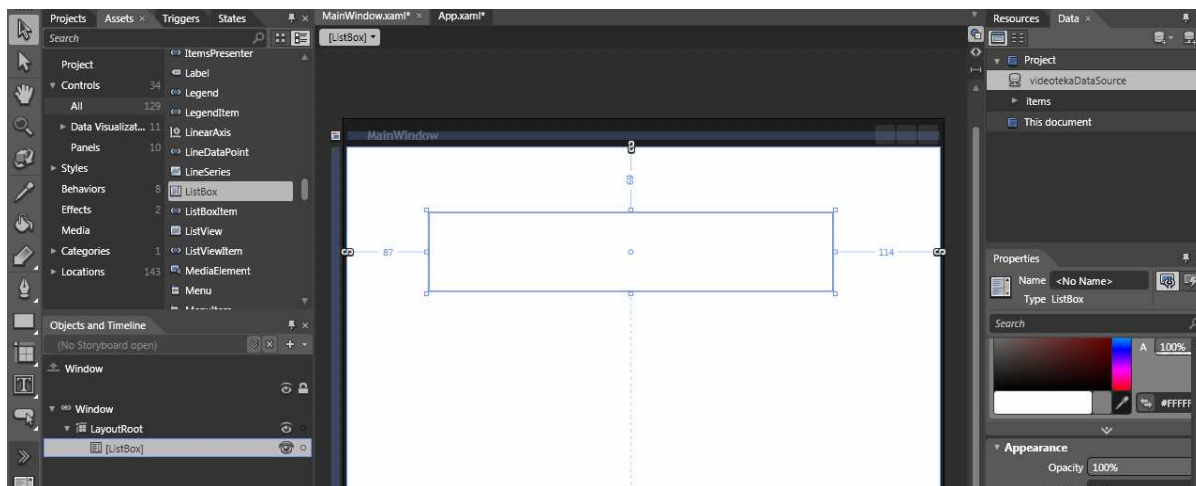 Projects Assets × Triggers States
Search
Project
Controls 34
All 129
Data Visualizat... 11
Panels 10
Styles
Behaviors 8
Effects 2
Media
Categories 1
Locations 143
ItemsPresenter
Label
Legend
LegendItem
LinearAxis
LineDataPoint
LineSeries
ListBox
ListBoxItem
ListView
ListViewItem
MediaElement
Menu
Objects and Timeline
(No Storyboard open)
Window
Window
LayoutRoot
[ListBox]
MainWindow.xaml* × App.xaml*
[ListBox]
MainWindow
69
87
114
Resources Data ×
Project
videotekaDataSource
items
This document
Properties
Name <No Name>
Type ListBox
Search
A 100%
#FFFFF
Appearance
Opacity 100%